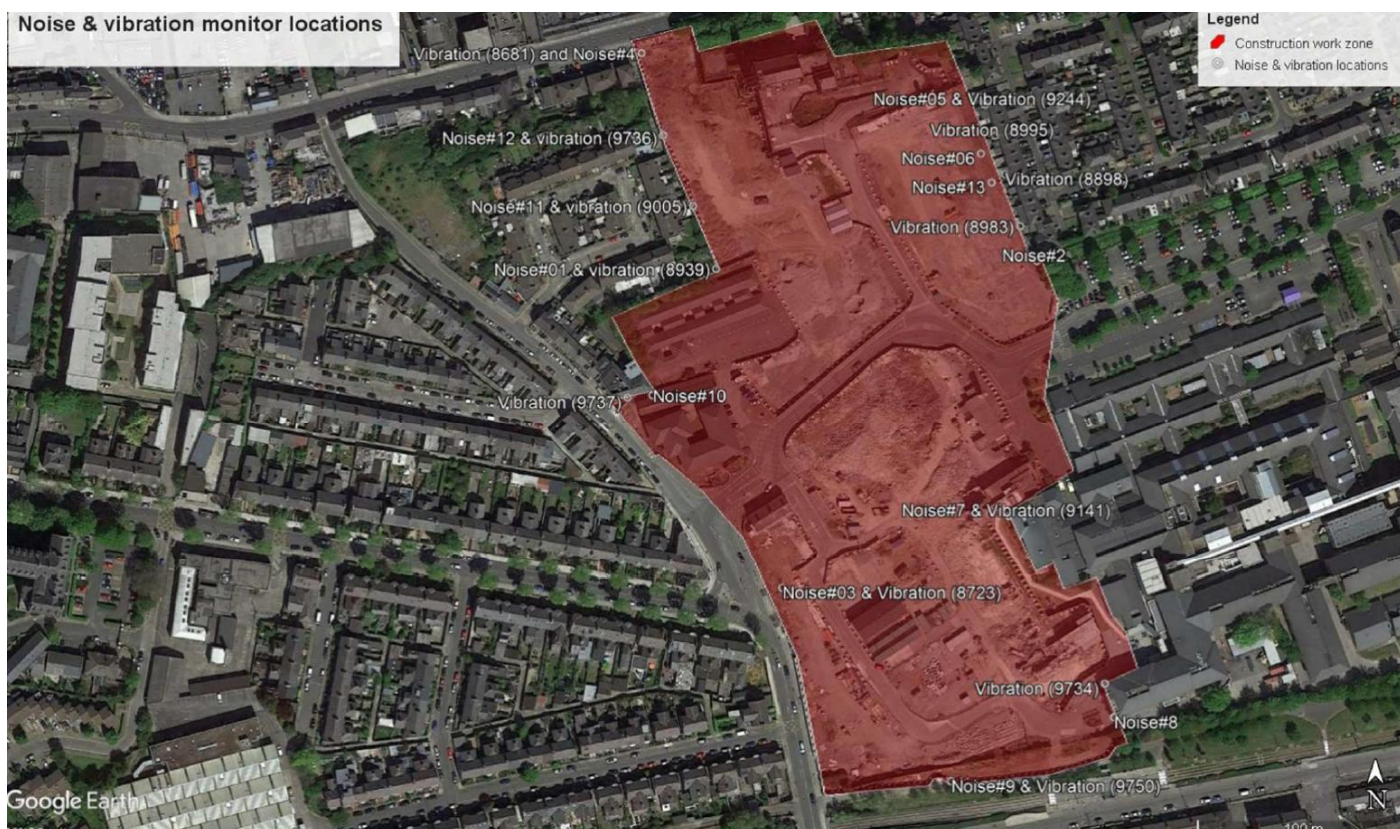 Noise & vibration monitor locations
Legend
Construction work zone
Noise & vibration locations
Vibration (8681) and Noise#4
Noise#05 & Vibration (9244)
Vibration (8995)
Noise#12 & vibration (9736)
Noise#06
Noise#13
Vibration (8898)
Noise#11 & vibration (9005)
Vibration (8983)
Noise#2
Noise#01 & vibration (8939)
Vibration (9737)
Noise#10
Noise#7 & Vibration (9141)
Noise#03 & Vibration (8723)
Vibration (9734)
Noise#8
Noise#9 & Vibration (9750)
Google Earth
N
100 m